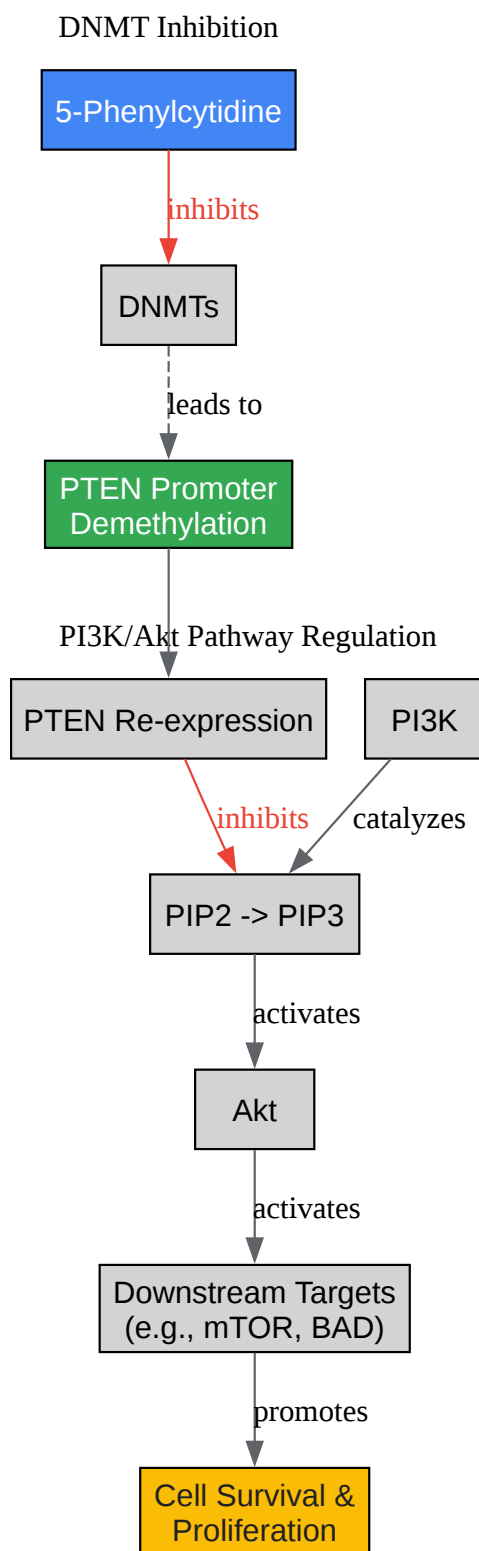 DNMT Inhibition
5-Phenylcytidine
inhibits
DNMTs
leads to
PTEN Promoter
Demethylation
PI3K/Akt Pathway Regulation
PTEN Re-expression
PI3K
inhibits
catalyzes
PIP2 -> PIP3
activates
Akt
activates
Downstream Targets
(e.g., mTOR, BAD)
promotes
Cell Survival &
Proliferation